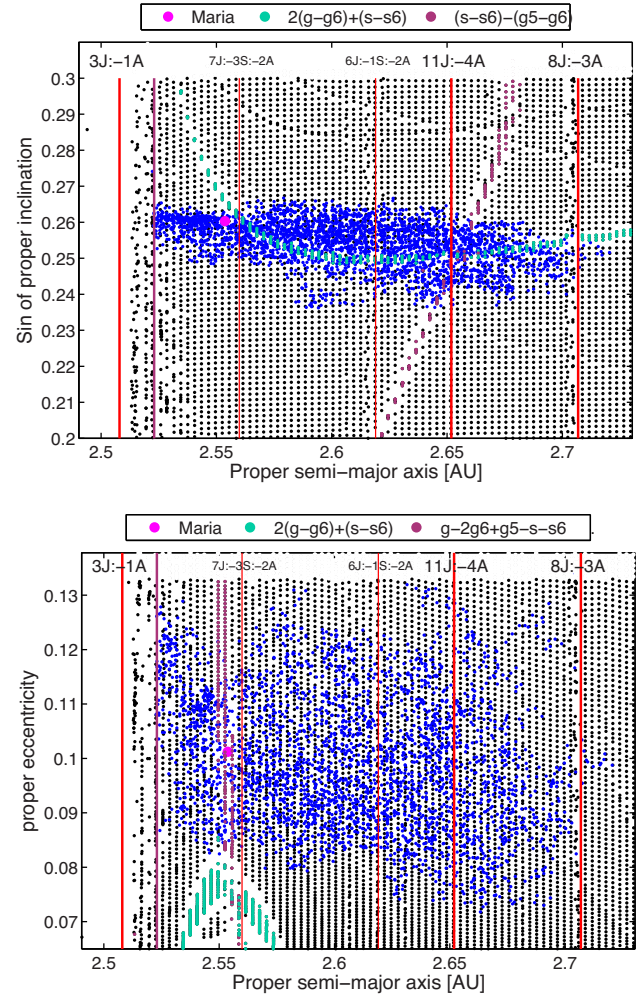 Maria 2(g−g6)+(s−s6) (s−s6)−(g5−g6)
3J:−1A 7J:−3S:−2A 6J:−1S:−2A 11J:−4A 8J:−3A
0.3
0.29
0.28
0.27
0.26
0.25
0.24
0.23
0.22
0.21
0.2
Sin of proper inclination
2.5 2.55 2.6 2.65 2.7
Proper semi−major axis [AU]
Maria 2(g−g6)+(s−s6) g−2g6+g5−s−s6 .
3J:−1A 7J:−3S:−2A 6J:−1S:−2A 11J:−4A 8J:−3A
0.13
0.12
0.11
0.1
0.09
0.08
0.07
proper eccentricity
2.5 2.55 2.6 2.65 2.7
Proper semi−major axis [AU]